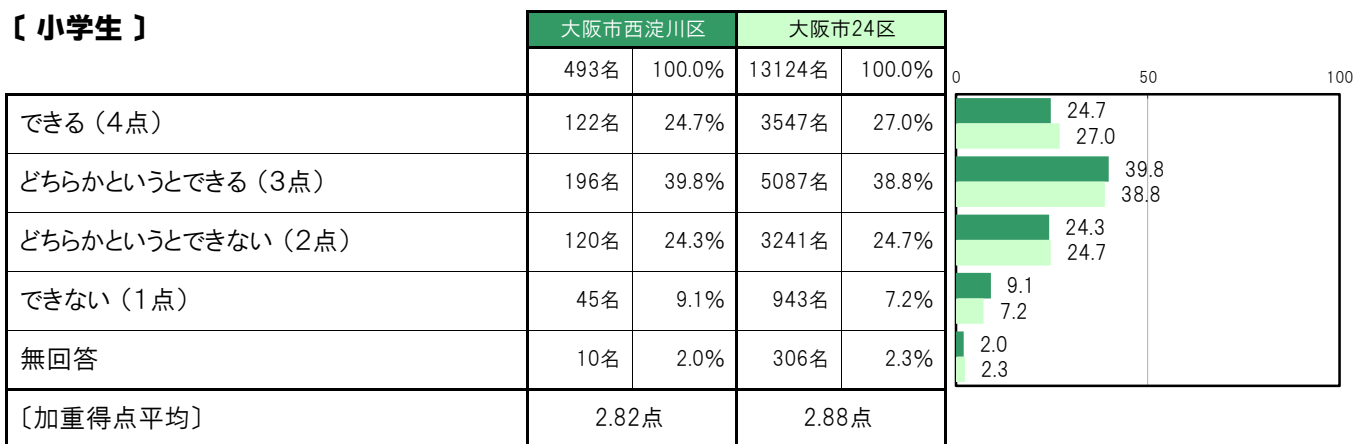 〔 小学生 〕
大阪市西淀川区 大阪市24区
493名 100.0% 13124名 100.0%
0 50 100
できる（4点） 122名 24.7% 3547名 27.0%
24.7
27.0
どちらかというとできる（3点） 196名 39.8% 5087名 38.8%
39.8
38.8
どちらかというとできない（2点） 120名 24.3% 3241名 24.7%
24.3
24.7
できない（1点） 45名 9.1% 943名 7.2%
9.1
7.2
無回答 10名 2.0% 306名 2.3%
2.0
2.3
〔加重得点平均〕 2.82点 2.88点